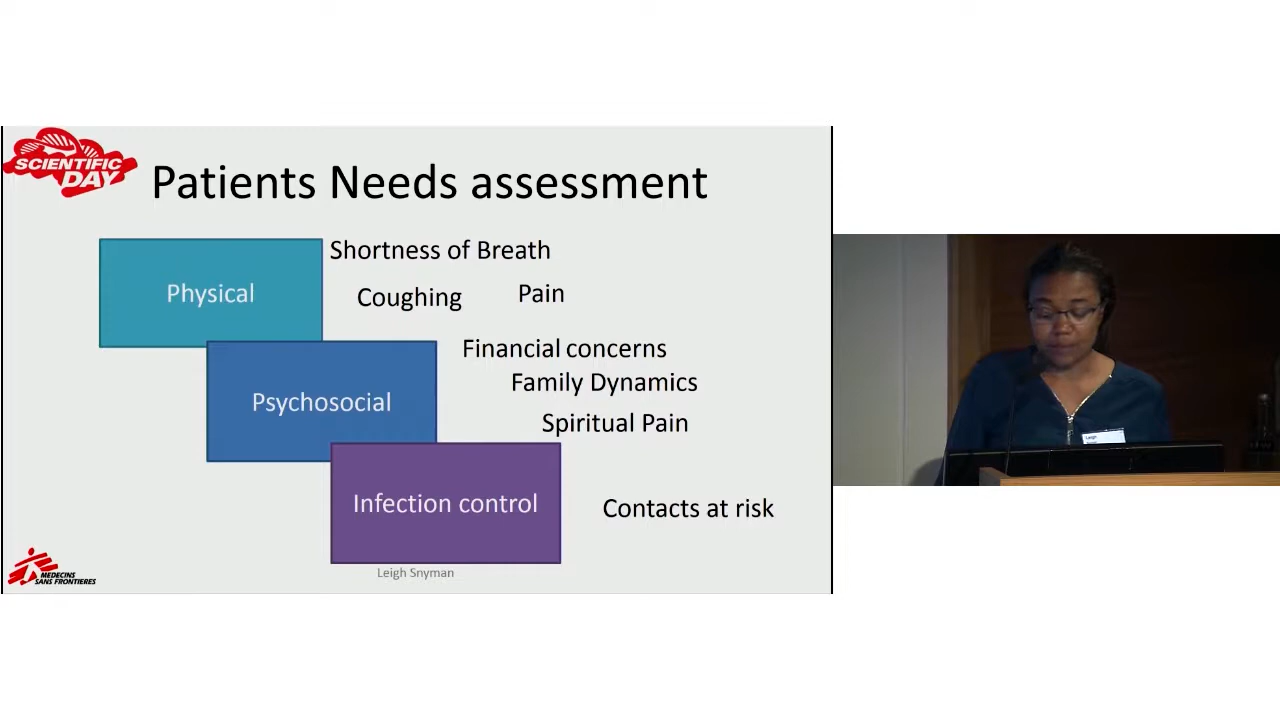 SCIENTIFIC
DAY
Patients Needs assessment
Physical
Shortness of Breath
Coughing
Pain
Psychosocial
Financial concerns
Family Dynamics
Spiritual Pain
Infection control
Contacts at risk
MEDECINS
SANS FRONTIERES
Leigh Snyman
Leigh